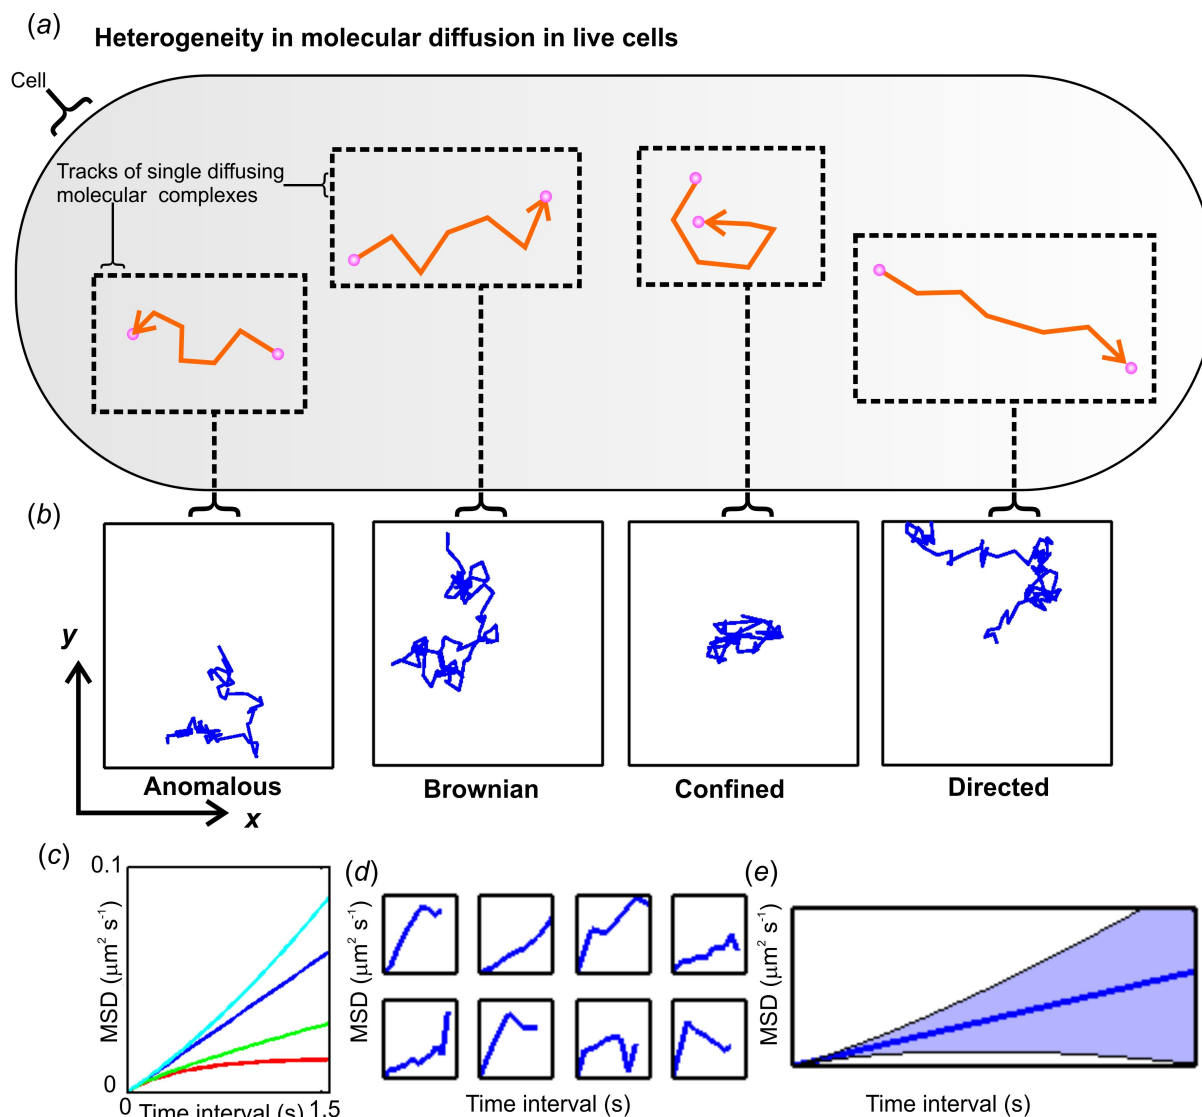 (a)
Heterogeneity in molecular diffusion in live cells
Cell
Tracks of single diffusing
molecular complexes
(b)
y
x
Anomalous
Brownian
Confined
Directed
(c)
0.1
MSD (μm² s⁻¹)
0
0
Time interval (s)
1.5
(d)
MSD (μm² s⁻¹)
Time interval (s)
(e)
MSD (μm² s⁻¹)
Time interval (s)